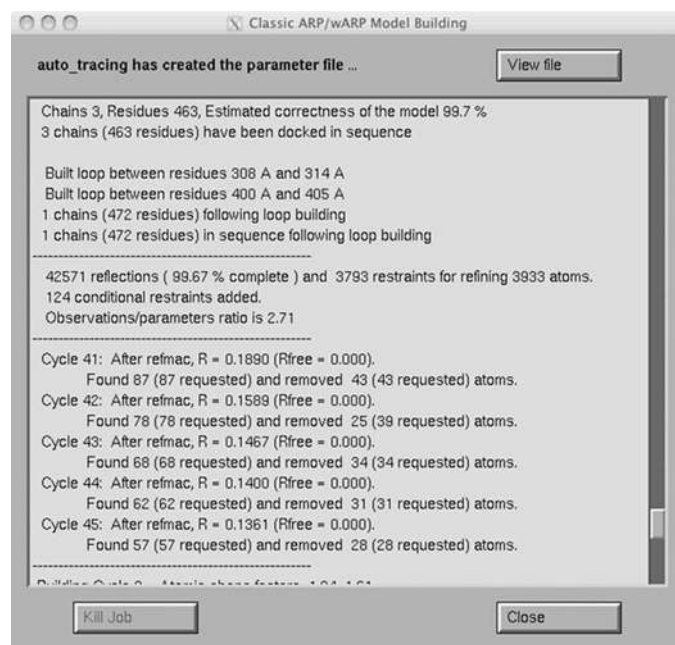 Classic ARP/wARP Model Building
auto_tracing has created the parameter file ...
View file
Chains 3, Residues 463, Estimated correctness of the model 99.7 %
3 chains (463 residues) have been docked in sequence
Built loop between residues 308 A and 314 A
Built loop between residues 400 A and 405 A
1 chains (472 residues) following loop building
1 chains (472 residues) in sequence following loop building
42571 reflections ( 99.67 % complete ) and 3793 restraints for refining 3933 atoms.
124 conditional restraints added.
Observations/parameters ratio is 2.71
Cycle 41: After refmac, R = 0.1890 (Rfree = 0.000).
Found 87 (87 requested) and removed 43 (43 requested) atoms.
Cycle 42: After refmac, R = 0.1589 (Rfree = 0.000).
Found 78 (78 requested) and removed 25 (39 requested) atoms.
Cycle 43: After refmac, R = 0.1467 (Rfree = 0.000).
Found 68 (68 requested) and removed 34 (34 requested) atoms.
Cycle 44: After refmac, R = 0.1400 (Rfree = 0.000).
Found 62 (62 requested) and removed 31 (31 requested) atoms.
Cycle 45: After refmac, R = 0.1361 (Rfree = 0.000).
Found 57 (57 requested) and removed 28 (28 requested) atoms.
Kill Job
Close